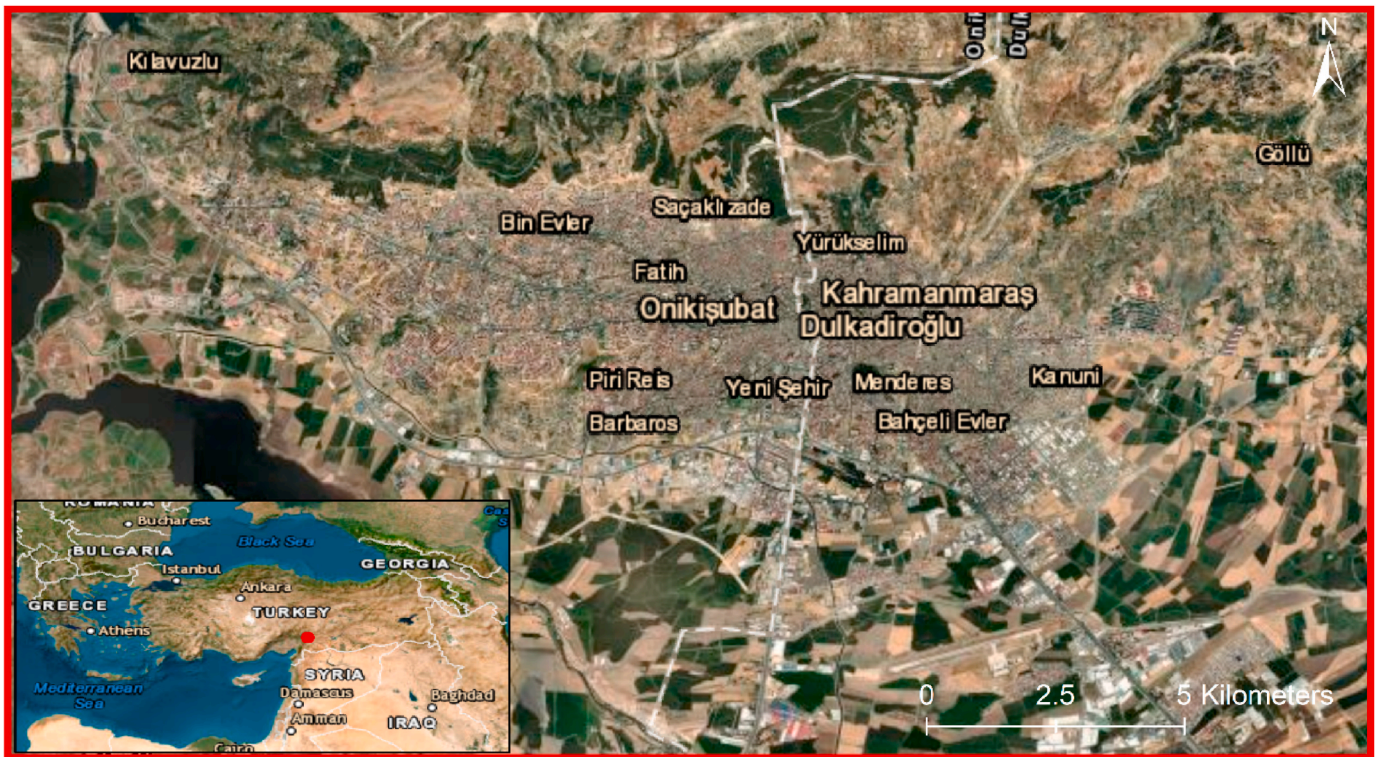 Onik
Dulk
N
Kılavuzlu
Göllü
Saçaklızade
Bin Evler
Yürükselim
Fatih
Kahramanmaraş
Onikişubat
Dulkadiroğlu
Piri Reis
Yeni Şehir
Menderes
Kanuni
Barbaros
Bahçeli Evler
ROMANIA
Bucharest
Black Sea
BULGARIA
GEORGIA
Istanbul
Ankara
GREECE
TURKEY
Athens
SYRIA
Mediterranean
Sea
Damascus
Baghdad
Amman
IRAQ
Cairo
0 2.5 5 Kilometers